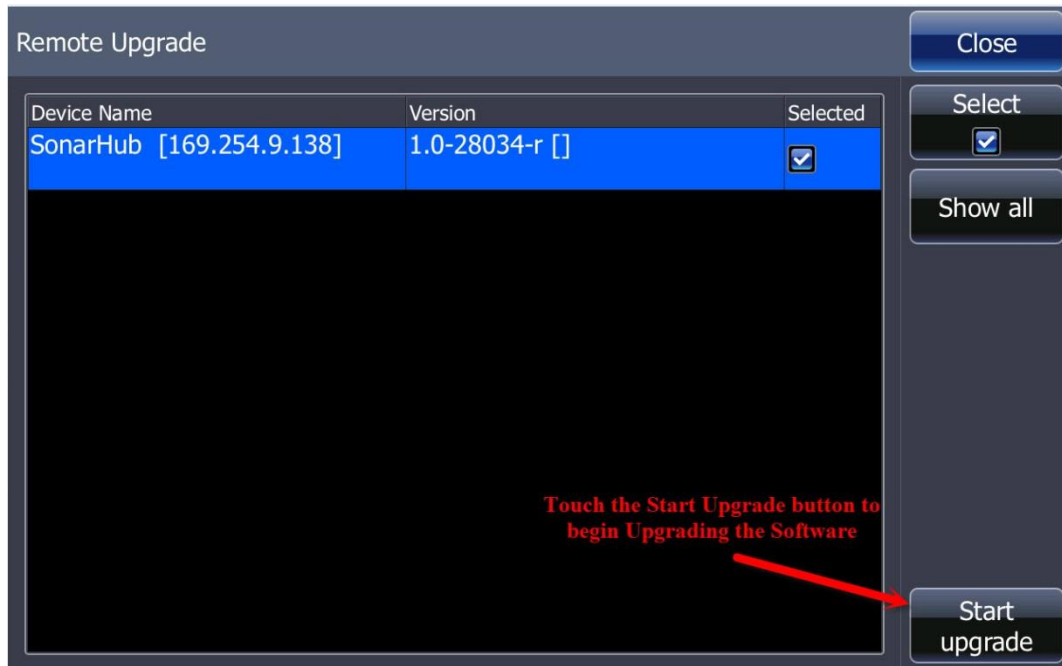 Remote Upgrade
Close
Device Name Version Selected
SonarHub [169.254.9.138] 1.0-28034-r []
Select
Show all
Touch the Start Upgrade button to
begin Upgrading the Software
Start
upgrade